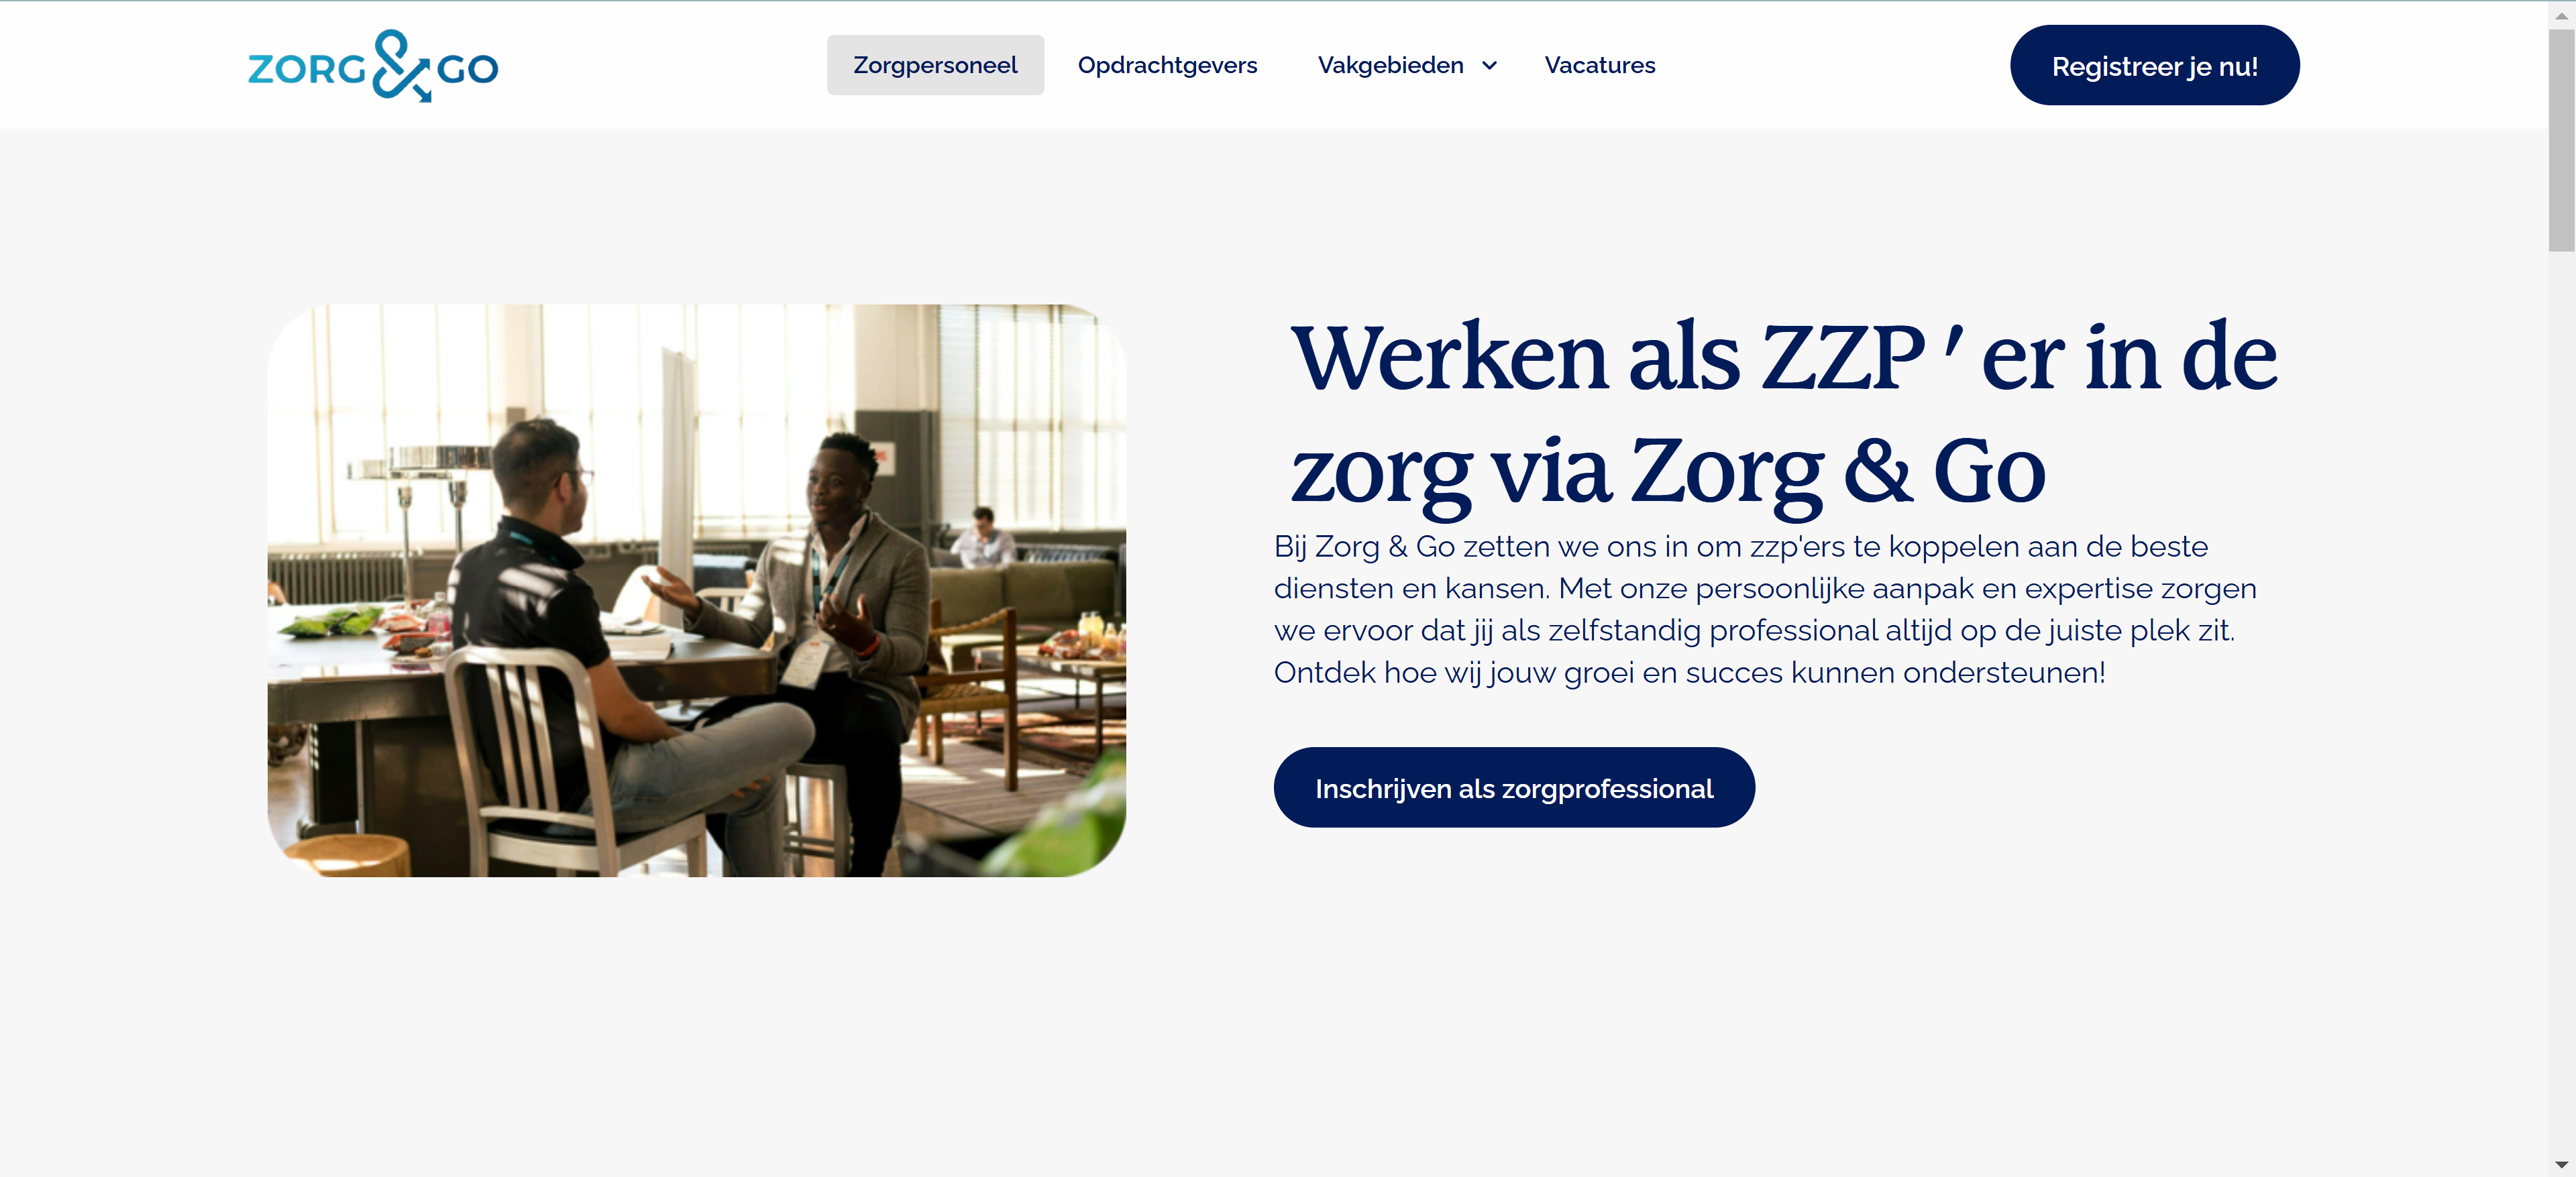 ZORG & GO
Zorgpersoneel
Opdrachtgevers
Vakgebieden
Vacatures
Registreer je nu!
Werken als ZZP ' er in de
zorg via Zorg & Go
Bij Zorg & Go zetten we ons in om zzp'ers te koppelen aan de beste
diensten en kansen. Met onze persoonlijke aanpak en expertise zorgen
we ervoor dat jij als zelfstandig professional altijd op de juiste plek zit.
Ontdek hoe wij jouw groei en succes kunnen ondersteunen!
Inschrijven als zorgprofessional